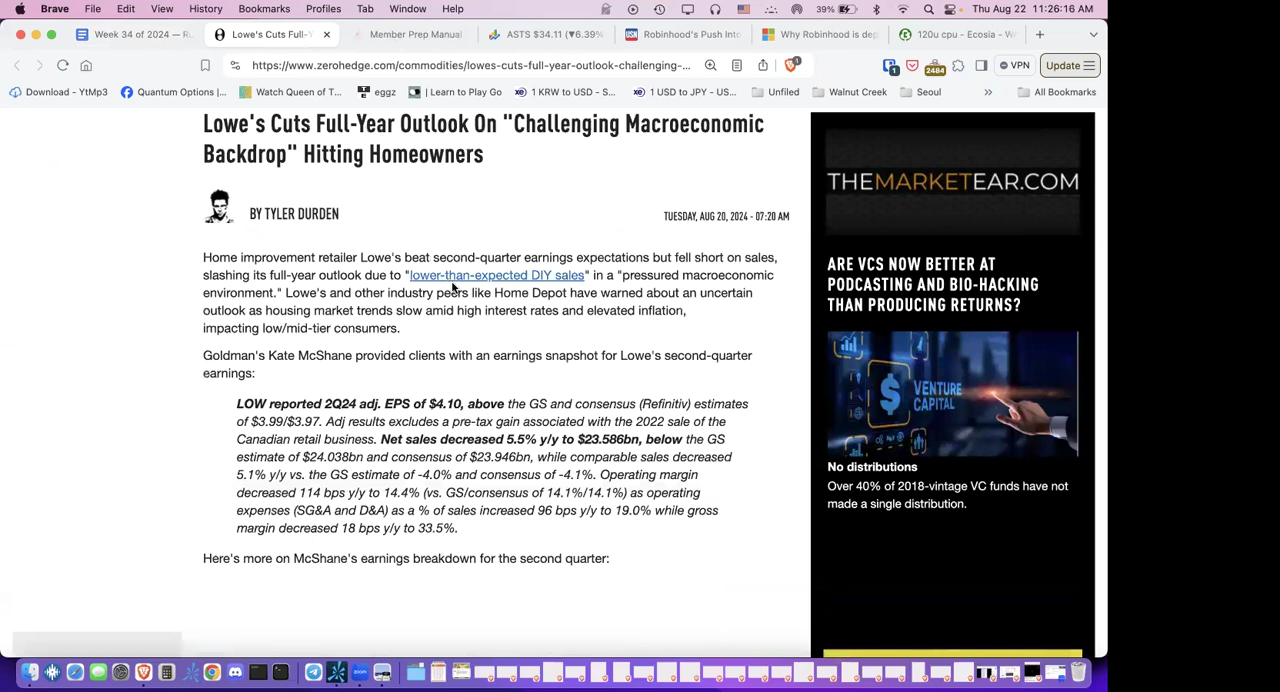 Brave File Edit View History Bookmarks Profiles Tab Window Help 39% Thu Aug 22 11:26:16 AM
Week 34 of 2024 — R... Lowe's Cuts Full-Y Member Prep Manual ASTS $34.11 (▼6.39% Robinhood's Push Into Why Robinhood is dep 120u cpu - Ecosia - W
https://www.zerohedge.com/commodities/lowes-cuts-full-year-outlook-challenging-... 1 2484 VPN Update
Download - YtMp3 Quantum Options |... Watch Queen of T... eggz | Learn to Play Go 1 KRW to USD - S... 1 USD to JPY - US... Unfiled Walnut Creek Seoul » All Bookmarks
Lowe's Cuts Full-Year Outlook On "Challenging Macroeconomic
Backdrop" Hitting Homeowners
BY TYLER DURDEN
TUESDAY, AUG 20, 2024 - 07:20 AM
Home improvement retailer Lowe's beat second-quarter earnings expectations but fell short on sales,
slashing its full-year outlook due to "lower-than-expected DIY sales" in a "pressured macroeconomic
environment." Lowe's and other industry peers like Home Depot have warned about an uncertain
outlook as housing market trends slow amid high interest rates and elevated inflation,
impacting low/mid-tier consumers.
Goldman's Kate McShane provided clients with an earnings snapshot for Lowe's second-quarter
earnings:
LOW reported 2Q24 adj. EPS of $4.10, above the GS and consensus (Refinitiv) estimates
of $3.99/$3.97. Adj results excludes a pre-tax gain associated with the 2022 sale of the
Canadian retail business. Net sales decreased 5.5% y/y to $23.586bn, below the GS
estimate of $24.038bn and consensus of $23.946bn, while comparable sales decreased
5.1% y/y vs. the GS estimate of -4.0% and consensus of -4.1%. Operating margin
decreased 114 bps y/y to 14.4% (vs. GS/consensus of 14.1%/14.1%) as operating
expenses (SG&A and D&A) as a % of sales increased 96 bps y/y to 19.0% while gross
margin decreased 18 bps y/y to 33.5%.
Here's more on McShane's earnings breakdown for the second quarter:
THEMARKETEAR.COM
ARE VCS NOW BETTER AT
PODCASTING AND BIO-HACKING
THAN PRODUCING RETURNS?
VENTURE
CAPITAL
No distributions
Over 40% of 2018-vintage VC funds have not
made a single distribution.